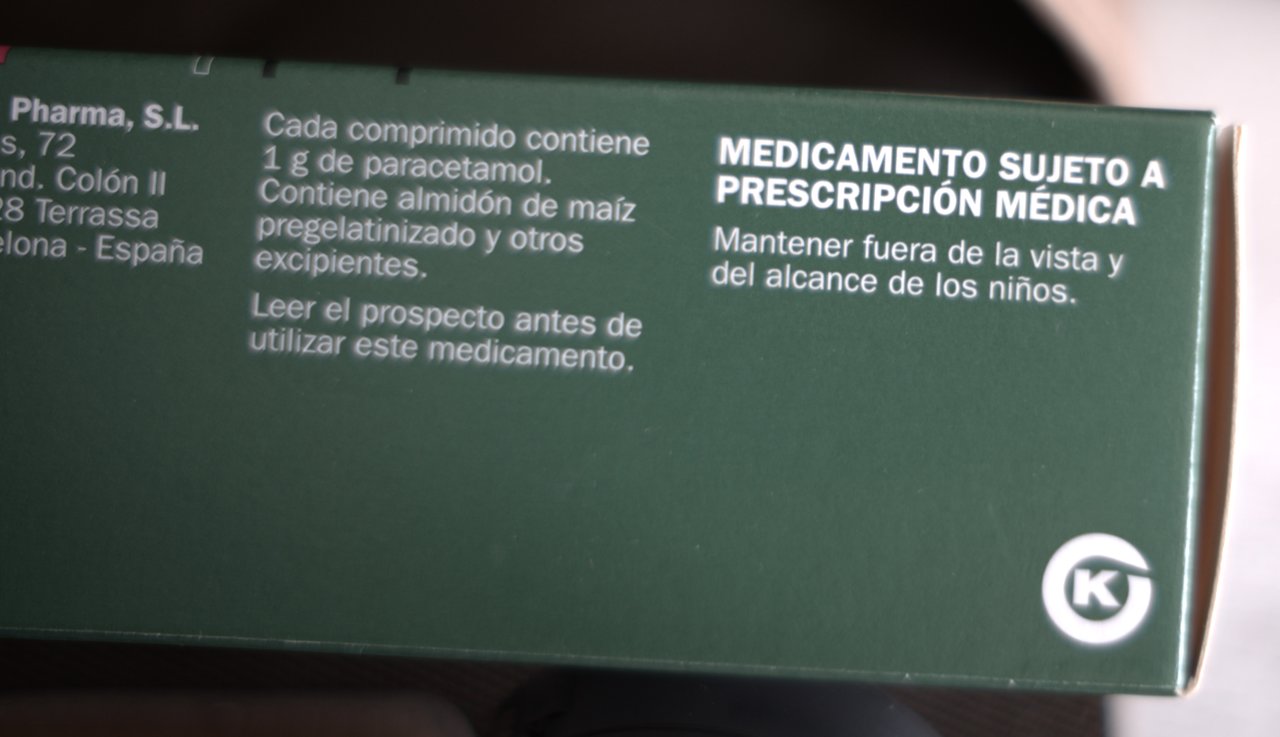 Pharma, S.L.
s, 72
nd. Colón II
28 Terrassa
elona - España
Cada comprimido contiene
1 g de paracetamol.
Contiene almidón de maíz
pregelatinizado y otros
excipientes.
Leer el prospecto antes de
utilizar este medicamento.
MEDICAMENTO SUJETO A
PRESCRIPCIÓN MÉDICA
Mantener fuera de la vista y
del alcance de los niños.
K